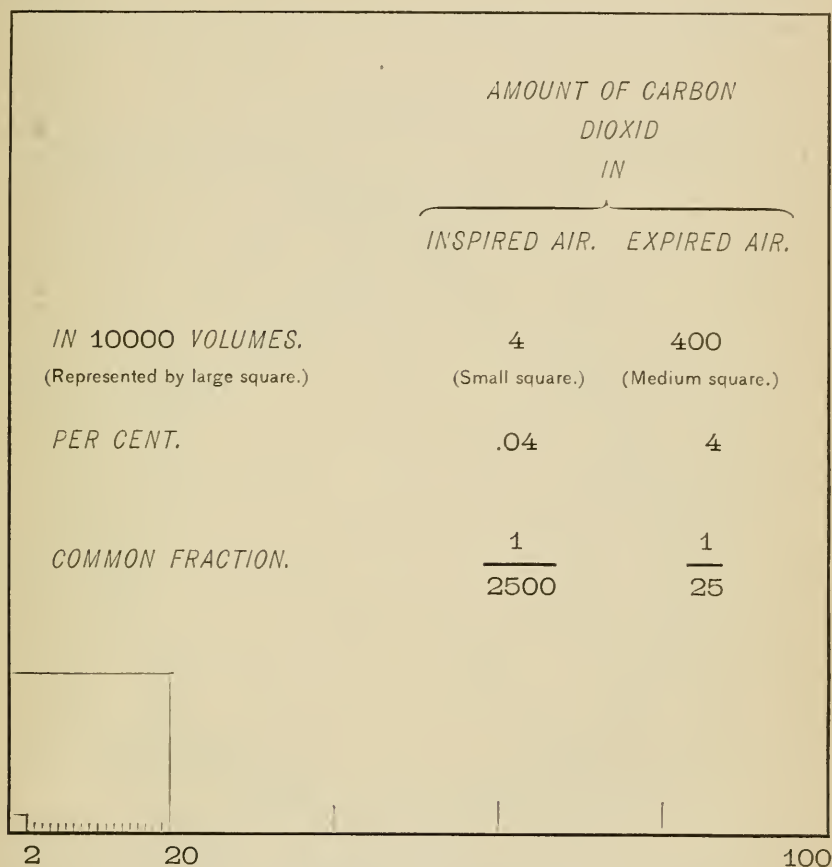 AMOUNT OF CARBON
DIOXID
IN
INSPIRED AIR. EXPIRED AIR.
IN 10000 VOLUMES. 4 400
(Represented by large square.) (Small square.) (Medium square.)
PER CENT. .04 4
COMMON FRACTION. 1/2500 1/25
2 20 100